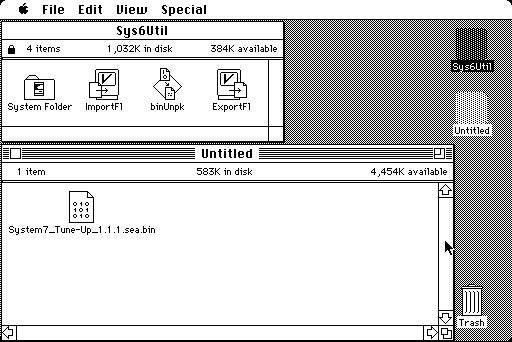 File Edit View Special
Sys6Util
4 items 1,032K in disk 384K available
System Folder ImportFl binUnpk ExportFl
Sys6Util
Untitled
Untitled
1 item 583K in disk 4,454K available
System7_Tune-Up_1.1.1.sea.bin
Trash